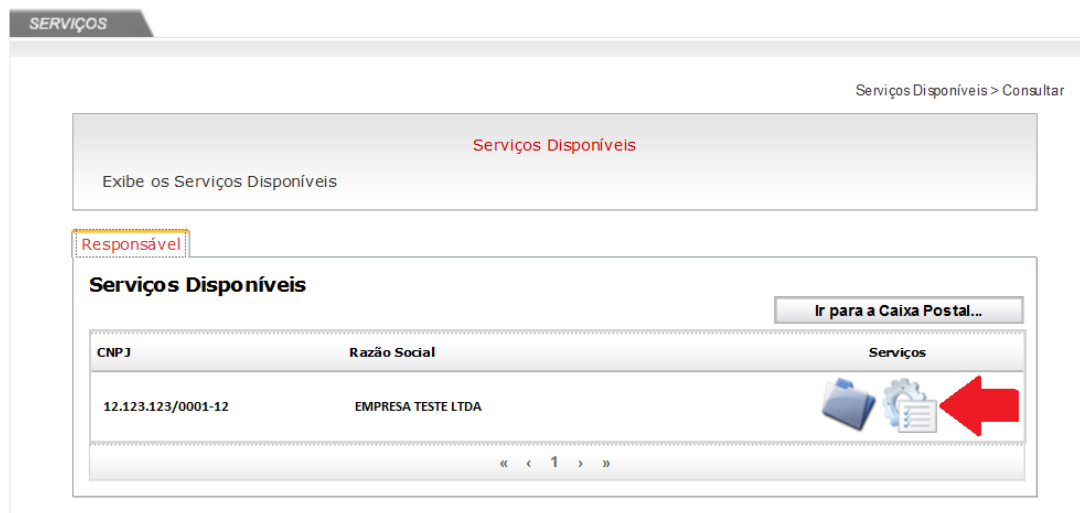 SERVIÇOS
Serviços Disponíveis > Consultar
Serviços Disponíveis
Exibe os Serviços Disponíveis
Responsável
Serviços Disponíveis
Ir para a Caixa Postal...
CNPJ Razão Social Serviços
12.123.123/0001-12 EMPRESA TESTE LTDA
« ‹ 1 › »